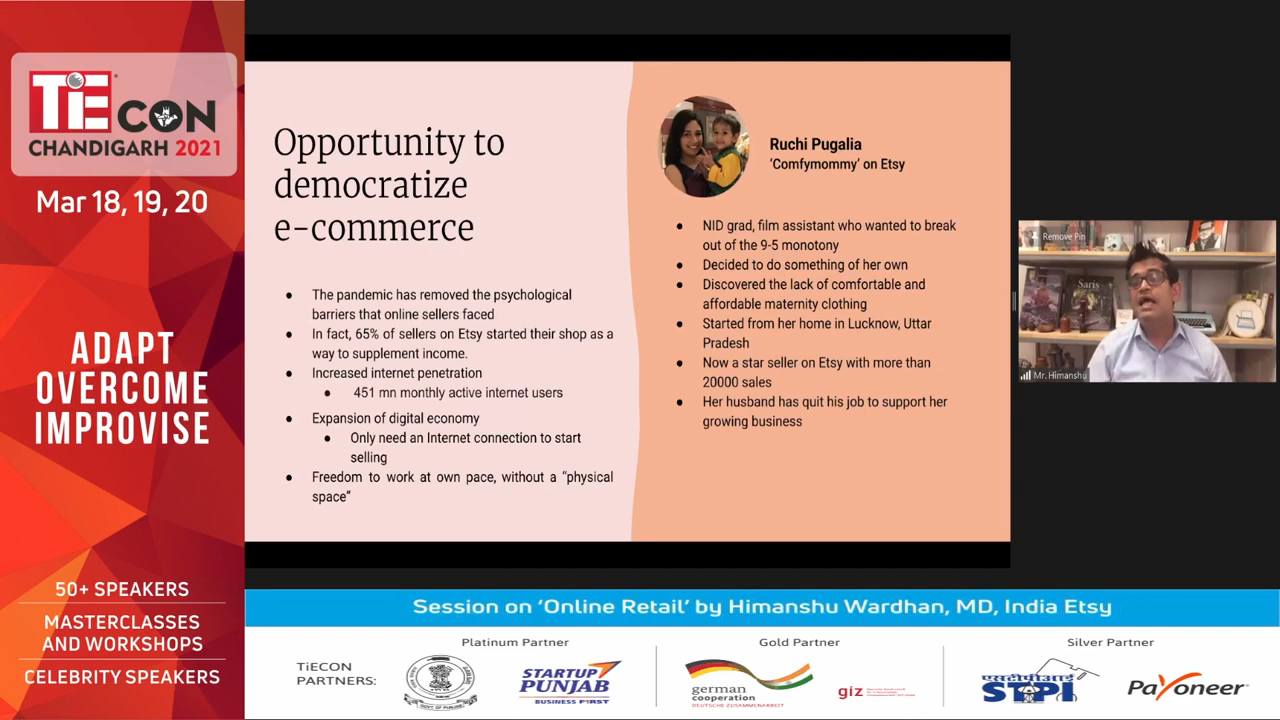 TiE CON
CHANDIGARH 2021
Mar 18, 19, 20
ADAPT
OVERCOME
IMPROVISE
50+ SPEAKERS
MASTERCLASSES
AND WORKSHOPS
CELEBRITY SPEAKERS
Opportunity to
democratize
e-commerce
● The pandemic has removed the psychological
barriers that online sellers faced
● In fact, 65% of sellers on Etsy started their shop as a
way to supplement income.
● Increased internet penetration
● 451 mn monthly active internet users
● Expansion of digital economy
● Only need an Internet connection to start
selling
● Freedom to work at own pace, without a “physical
space”
Ruchi Pugalia
‘Comfymommy’ on Etsy
● NID grad, film assistant who wanted to break
out of the 9-5 monotony
● Decided to do something of her own
● Discovered the lack of comfortable and
affordable maternity clothing
● Started from her home in Lucknow, Uttar
Pradesh
● Now a star seller on Etsy with more than
20000 sales
● Her husband has quit his job to support her
growing business
Remove Pin
Saris
Mr. Himanshu
Session on ‘Online Retail’ by Himanshu Wardhan, MD, India Etsy
TiECON
PARTNERS:
Platinum Partner
STARTUP
PUNJAB
BUSINESS FIRST
Gold Partner
german
cooperation
DEUTSCHE ZUSAMMENARBEIT
giz
Silver Partner
एसटीपीआई
STPI
Payoneer